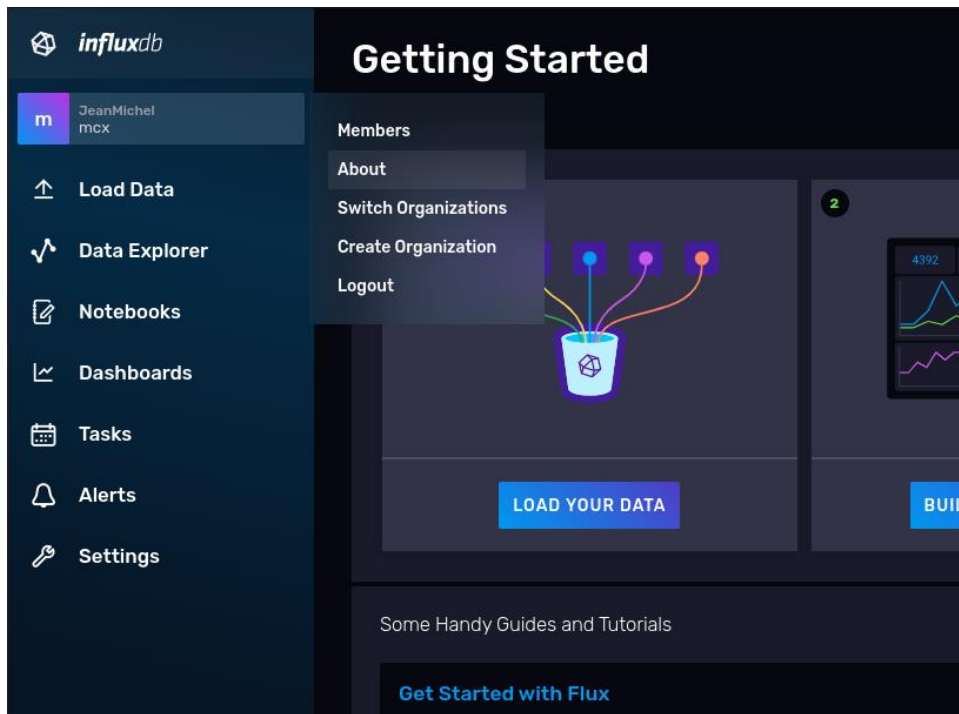 influxdb
m
JeanMichel
mcx
Load Data
Data Explorer
Notebooks
Dashboards
Tasks
Alerts
Settings
Getting Started
Members
About
Switch Organizations
Create Organization
Logout
LOAD YOUR DATA
2
4392
Some Handy Guides and Tutorials
Get Started with Flux